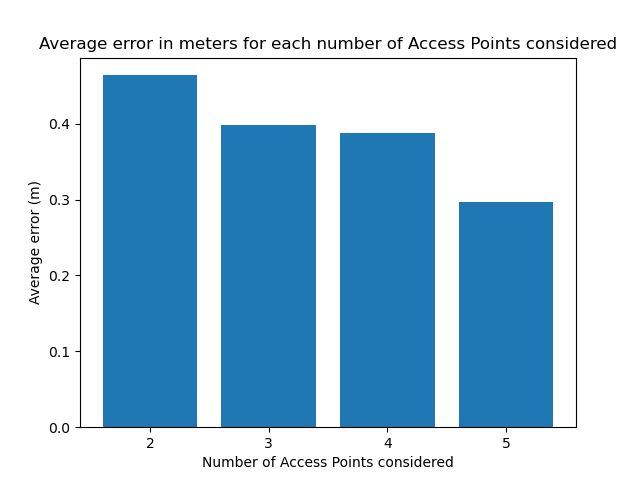 Average error in meters for each number of Access Points considered
Average error (m)
0.4
0.3
0.2
0.1
0.0
2 3 4 5
Number of Access Points considered